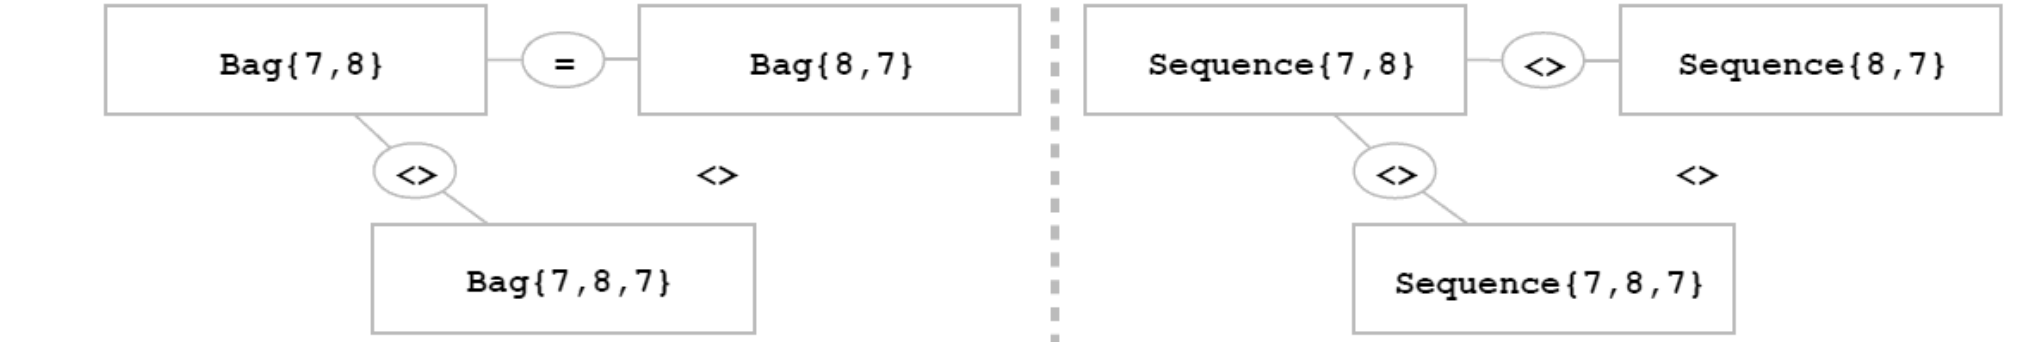 Bag{7,8} = Bag{8,7}
<> <>
Bag{7,8,7}
Sequence{7,8} <> Sequence{8,7}
<> <>
Sequence{7,8,7}